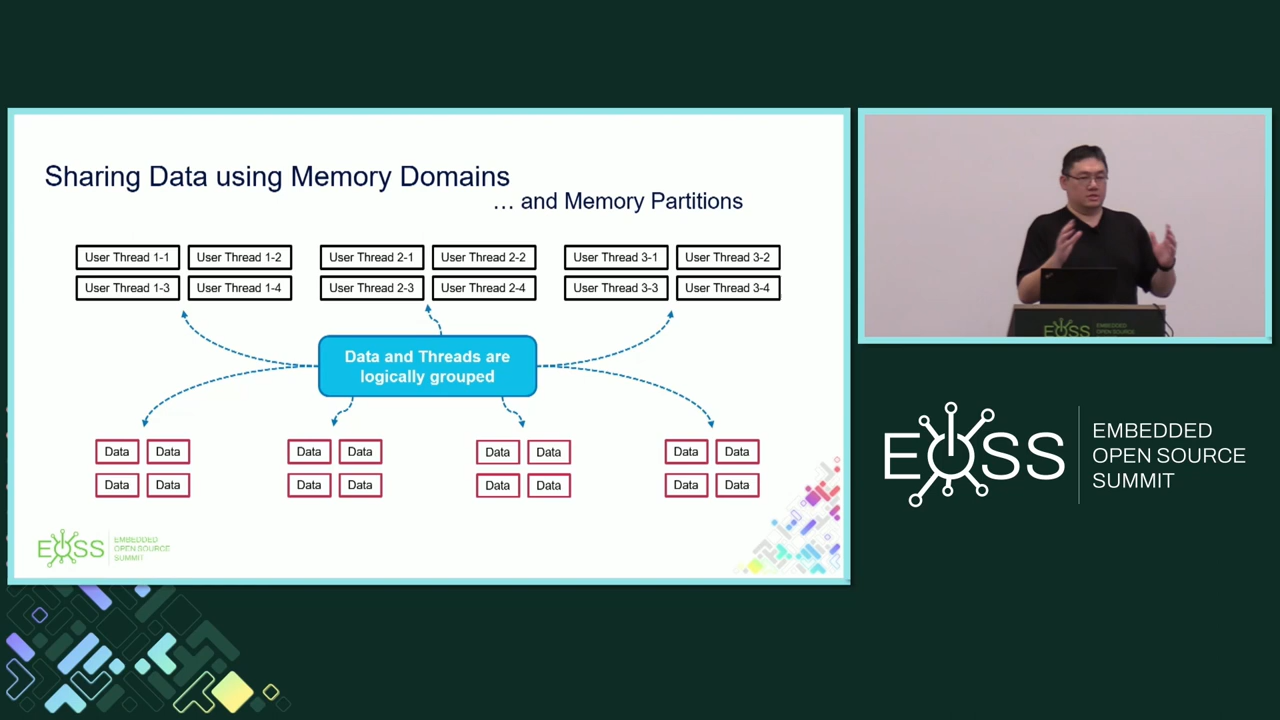 Sharing Data using Memory Domains
… and Memory Partitions
User Thread 1-1 User Thread 1-2 User Thread 2-1 User Thread 2-2 User Thread 3-1 User Thread 3-2
User Thread 1-3 User Thread 1-4 User Thread 2-3 User Thread 2-4 User Thread 3-3 User Thread 3-4
Data and Threads are
logically grouped
Data Data Data Data Data Data Data Data
Data Data Data Data Data Data Data Data
EOSS
EMBEDDED
OPEN SOURCE
SUMMIT
EOSS
EMBEDDED
OPEN SOURCE
EOSS
EMBEDDED
OPEN SOURCE
SUMMIT